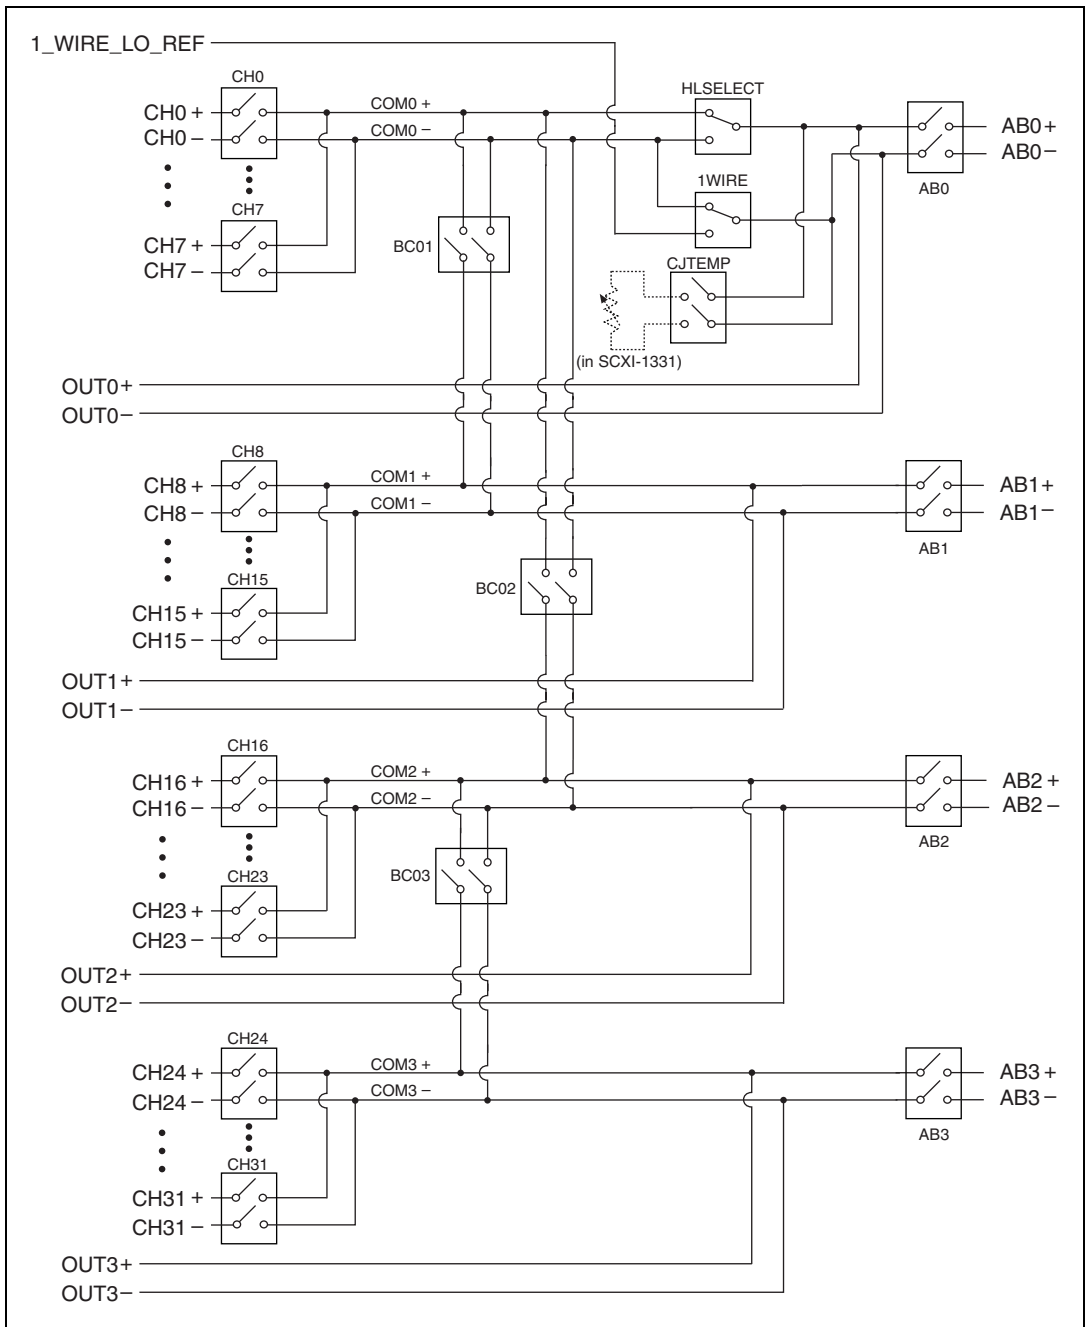 1_WIRE_LO_REF
CH0
HLSELECT
CH0 +
COM0 +
AB0+
CH0 –
COM0 –
AB0–
1WIRE
AB0
CH7
CH7 +
BC01
CH7 –
CJTEMP
(in SCXI-1331)
OUT0+
OUT0–
CH8
CH8 +
COM1 +
AB1+
CH8 –
COM1 –
AB1–
AB1
CH15
BC02
CH15 +
CH15 –
OUT1+
OUT1–
CH16
CH16 +
COM2 +
AB2 +
CH16 –
COM2 –
AB2 –
AB2
CH23
BC03
CH23 +
CH23 –
OUT2+
OUT2–
CH24
CH24 +
COM3 +
AB3 +
CH24 –
COM3 –
AB3 –
AB3
CH31
CH31 +
CH31 –
OUT3+
OUT3–